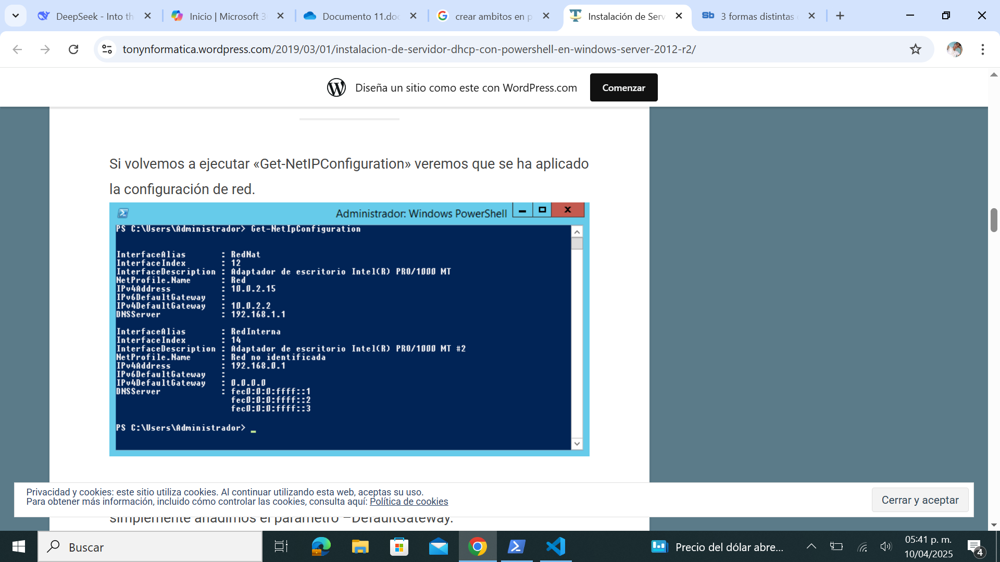 DeepSeek - Into th
Inicio | Microsoft 3
Documento 11.doc
crear ambitos en p
Instalación de Serv
3 formas distintas
tonynformatica.wordpress.com/2019/03/01/instalacion-de-servidor-dhcp-con-powershell-en-windows-server-2012-r2/
Diseña un sitio como este con WordPress.com
Comenzar
Si volvemos a ejecutar «Get-NetIPConfiguration» veremos que se ha aplicado
la configuración de red.
Administrador: Windows PowerShell
PS C:\Users\Administrador> Get-NetIpConfiguration
InterfaceAlias : RedNat
InterfaceIndex : 12
InterfaceDescription : Adaptador de escritorio Intel(R) PRO/1000 MT
NetProfile.Name : Red
IPv4Address : 10.0.2.15
IPv6DefaultGateway :
IPv4DefaultGateway : 10.0.2.2
DNSServer : 192.168.1.1
InterfaceAlias : RedInterna
InterfaceIndex : 14
InterfaceDescription : Adaptador de escritorio Intel(R) PRO/1000 MT #2
NetProfile.Name : Red no identificada
IPv4Address : 192.168.0.1
IPv6DefaultGateway :
IPv4DefaultGateway : 0.0.0.0
DNSServer : fec0:0:0:ffff::1
fec0:0:0:ffff::2
fec0:0:0:ffff::3
PS C:\Users\Administrador> _
Privacidad y cookies: este sitio utiliza cookies. Al continuar utilizando esta web, aceptas su uso.
Para obtener más información, incluido cómo controlar las cookies, consulta aquí: Política de cookies
Cerrar y aceptar
simplemente añadimos el parámetro –DefaultGateway.
Buscar
Precio del dólar abre...
05:41 p. m.
10/04/2025
4